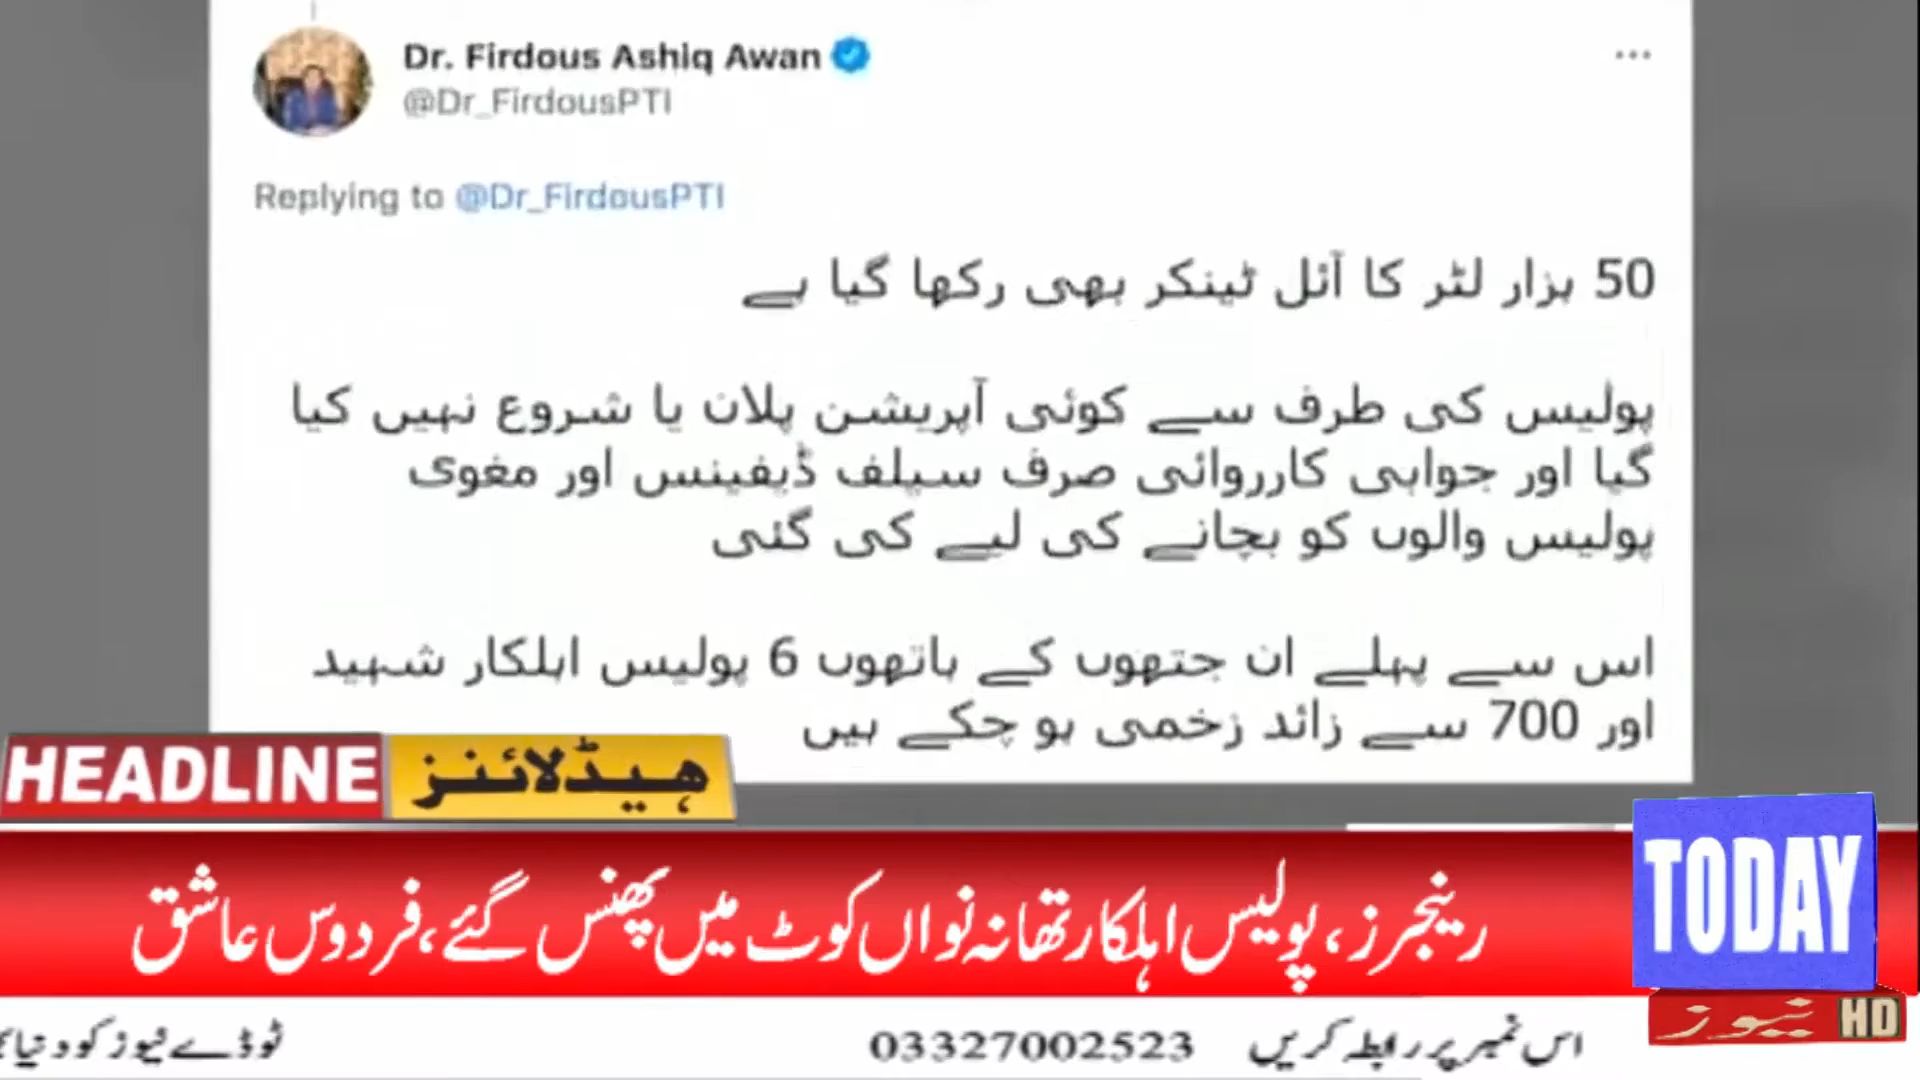 Dr. Firdous Ashiq Awan
@Dr_FirdousPTI
Replying to @Dr_FirdousPTI
50 ہزار لٹر کا آئل ٹینکر بھی رکھا گیا ہے
پولیس کی طرف سے کوئی آپریشن پلان یا شروع نہیں کیا
گیا اور جوابی کارروائی صرف سیلف ڈیفینس اور مغوی
پولیس والوں کو بچانے کی لیے کی گئی
اس سے پہلے ان جتھوں کے ہاتھوں 6 پولیس اہلکار شہید
اور 700 سے زائد زخمی ہو چکے ہیں
HEADLINE ہیڈلائنز
TODAY
رینجرز، پولیس اہلکار تھانہ نواں کوٹ میں پھنس گئے، فردوس عاشق
نیوز HD
اس نمبر پر رابطہ کریں 03327002523 ٹوڈے نیوز کو دنیا